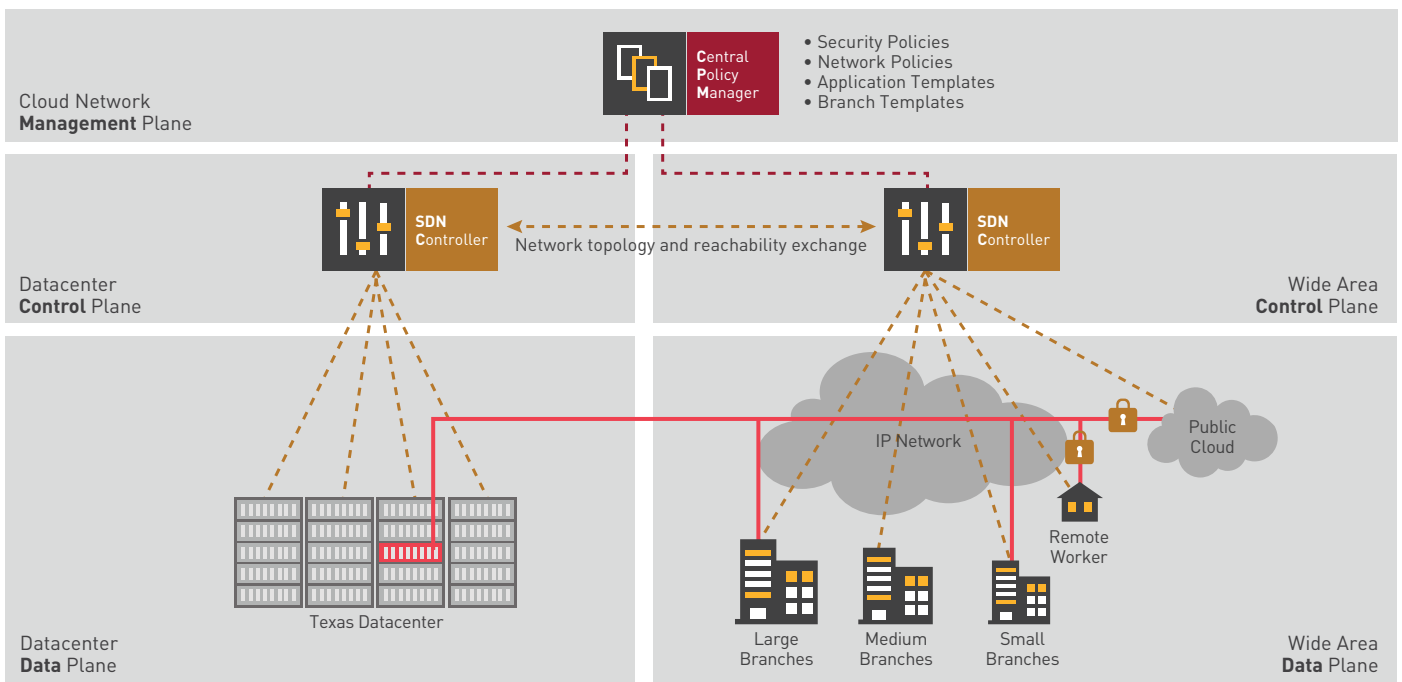 Central
Policy
Manager
• Security Policies
• Network Policies
• Application Templates
• Branch Templates
Cloud Network
Management Plane
SDN
Controller
Network topology and reachability exchange
SDN
Controller
Datacenter
Control Plane
Wide Area
Control Plane
IP Network
Public
Cloud
Remote
Worker
Texas Datacenter
Large
Branches
Medium
Branches
Small
Branches
Datacenter
Data Plane
Wide Area
Data Plane